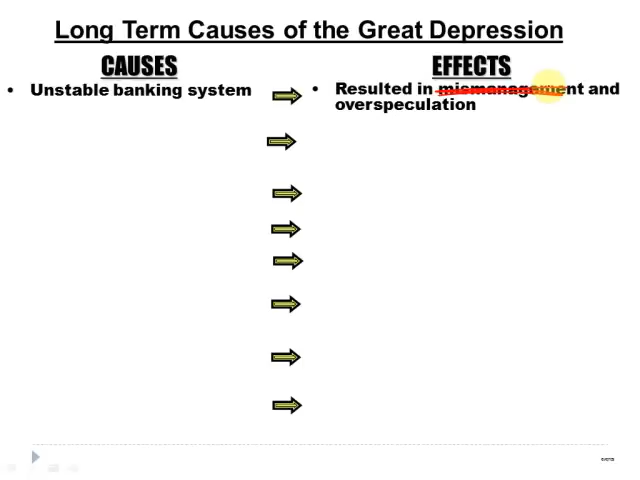 Long Term Causes of the Great Depression
CAUSES
EFFECTS
• Unstable banking system
• Resulted in mismanagement and
overspeculation